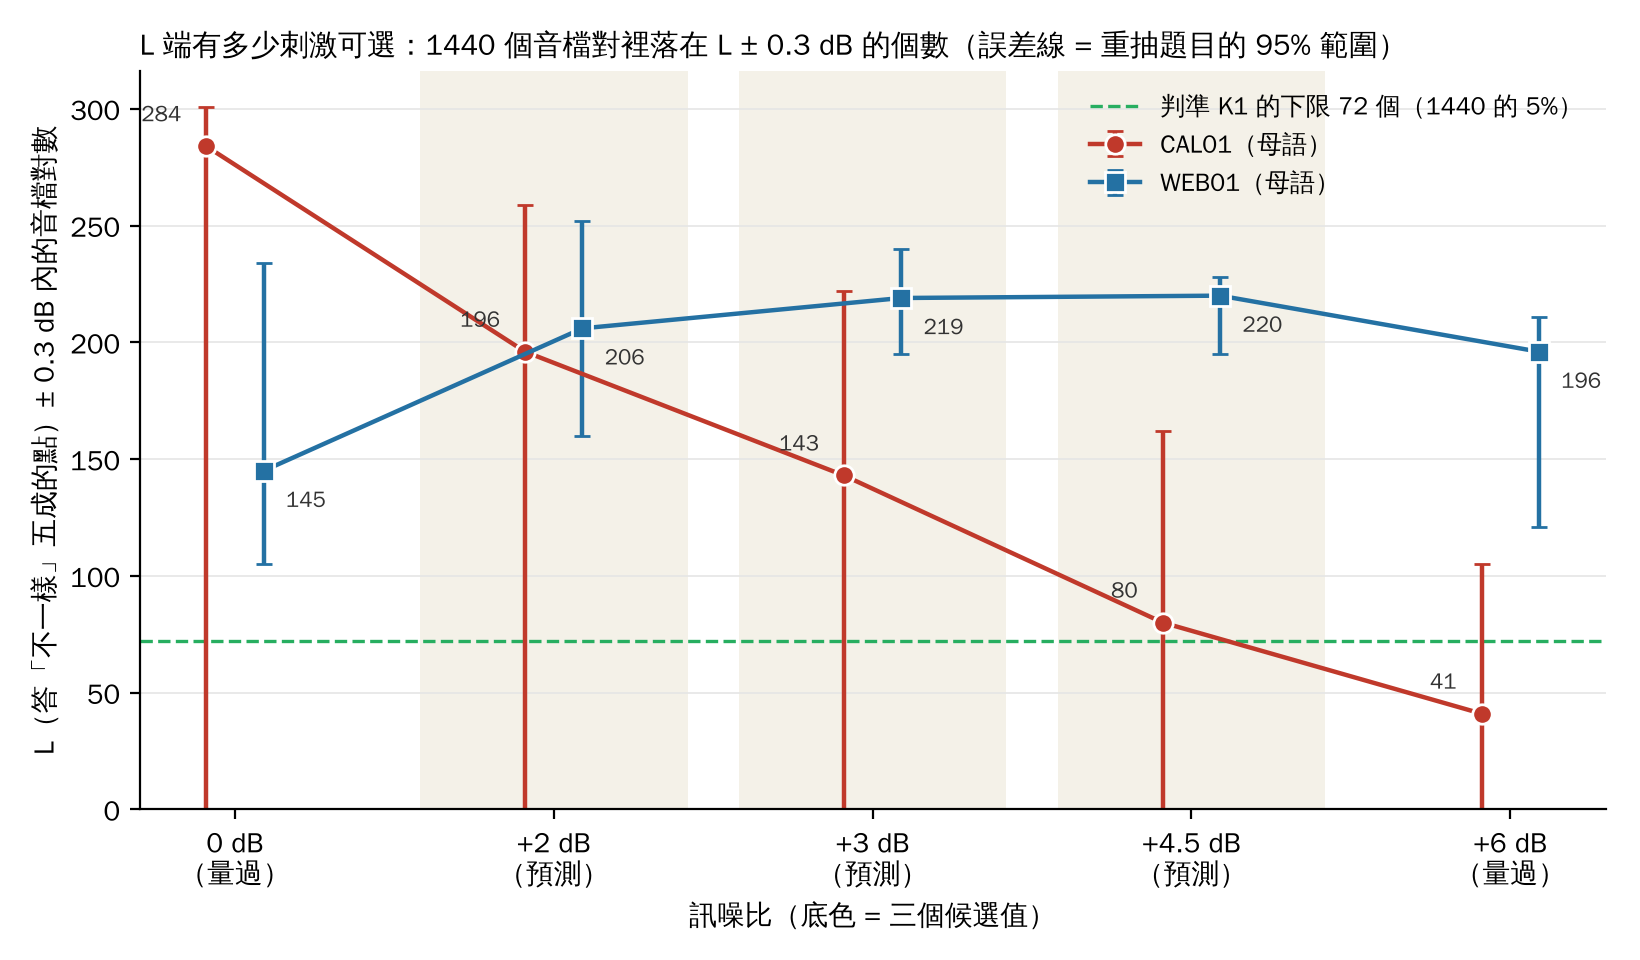 L 端有多少刺激可選：1440 個音檔對裡落在 L ± 0.3 dB 的個數（誤差線 = 重抽題目的 95% 範圍）
L（答「不一樣」五成的點）± 0.3 dB 內的音檔對數
300
250
200
150
100
50
0
判準 K1 的下限 72 個（1440 的 5%）
CAL01（母語）
WEB01（母語）
284
196
143
80
41
145
206
219
220
196
0 dB
（量過）
+2 dB
（預測）
+3 dB
（預測）
+4.5 dB
（預測）
+6 dB
（量過）
訊噪比（底色 = 三個候選值）